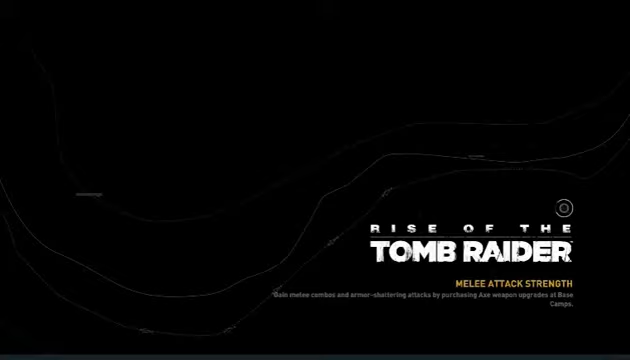 RISE OF THE
TOMB RAIDER
MELEE ATTACK STRENGTH
Gain melee combos and armor-shattering attacks by purchasing Axe weapon upgrades at Base
Camps.